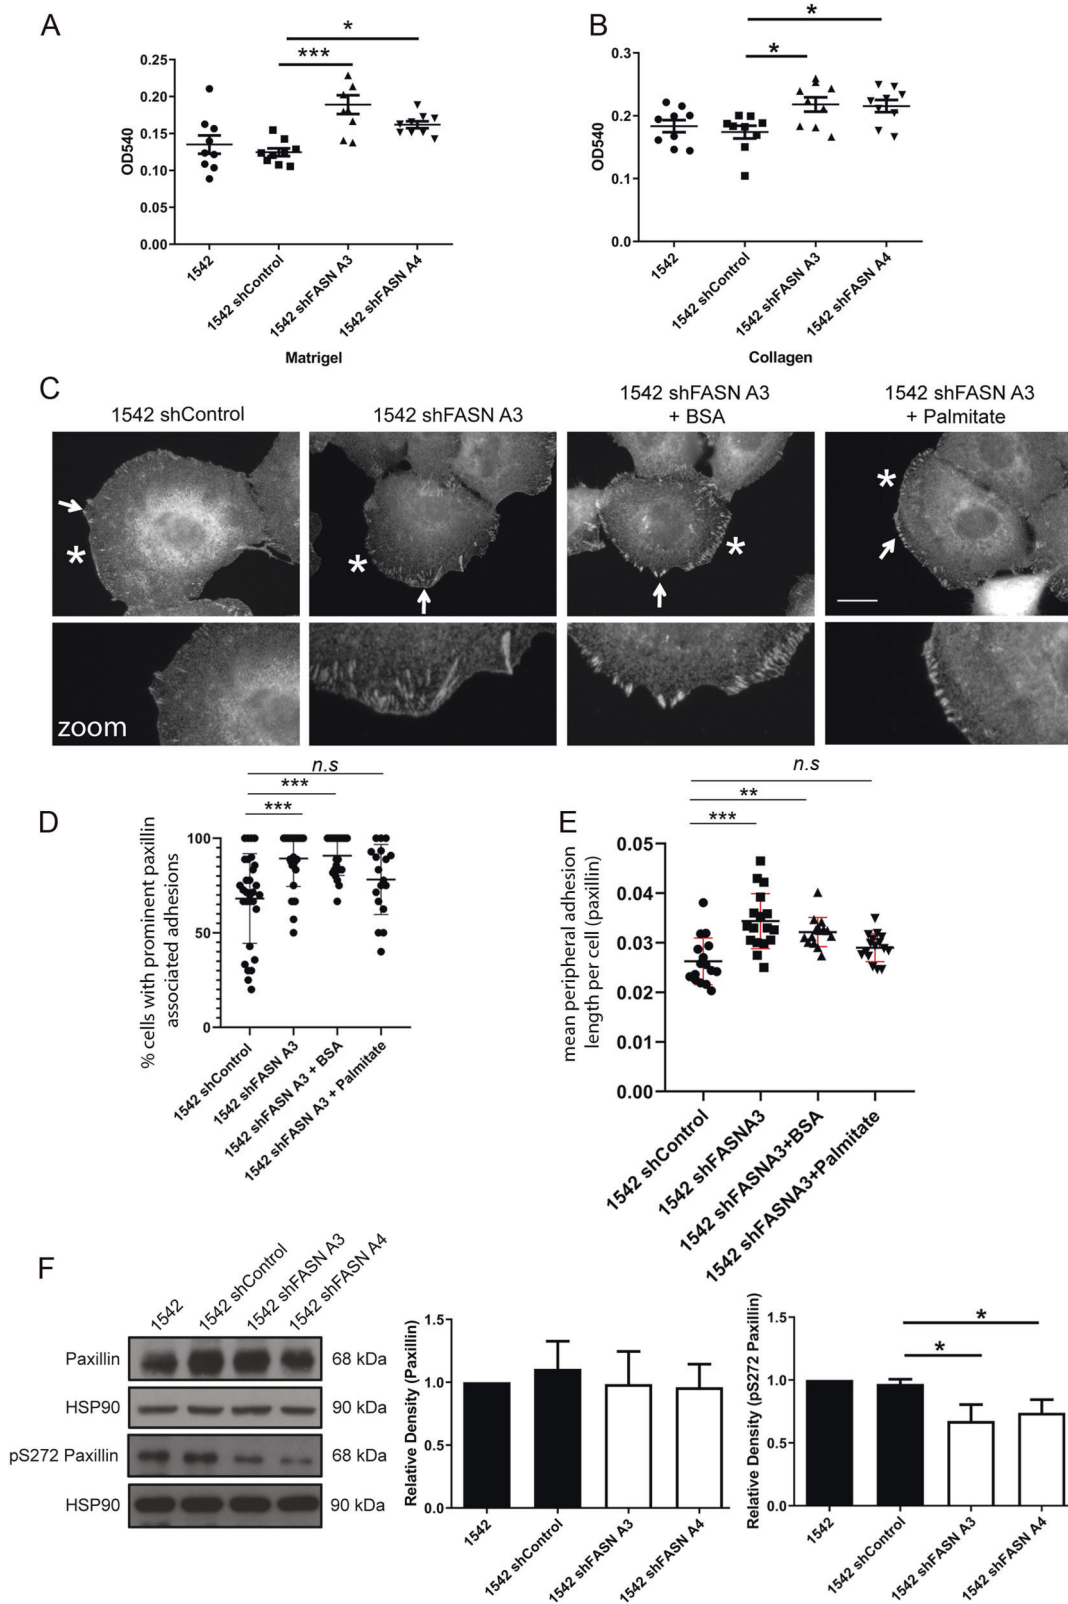 A
*
***
OD540
0.25
0.20
0.15
0.10
0.05
0.00
1542
1542 shControl
1542 shFASN A3
1542 shFASN A4
Matrigel
B
*
*
OD540
0.3
0.2
0.1
0.0
1542
1542 shControl
1542 shFASN A3
1542 shFASN A4
Collagen
C
1542 shControl
1542 shFASN A3
1542 shFASN A3
+ BSA
1542 shFASN A3
+ Palmitate
*
*
*
*
zoom
D
n.s
***
***
% cells with prominent paxillin
associated adhesions
100
50
0
1542 shControl
1542 shFASN A3
1542 shFASN A3 + BSA
1542 shFASN A3 + Palmitate
E
n.s
**
***
mean peripheral adhesion
length per cell (paxillin)
0.05
0.04
0.03
0.02
0.01
0.00
1542 shControl
1542 shFASNA3
1542 shFASNA3+BSA
1542 shFASNA3+Palmitate
F
1542
1542 shControl
1542 shFASN A3
1542 shFASN A4
Paxillin
68 kDa
HSP90
90 kDa
pS272 Paxillin
68 kDa
HSP90
90 kDa
Relative Density (Paxillin)
1.5
1.0
0.5
0.0
1542
1542 shControl
1542 shFASN A3
1542 shFASN A4
Relative Density (pS272 Paxillin)
1.5
1.0
0.5
0.0
*
*
1542
1542 shControl
1542 shFASN A3
1542 shFASN A4